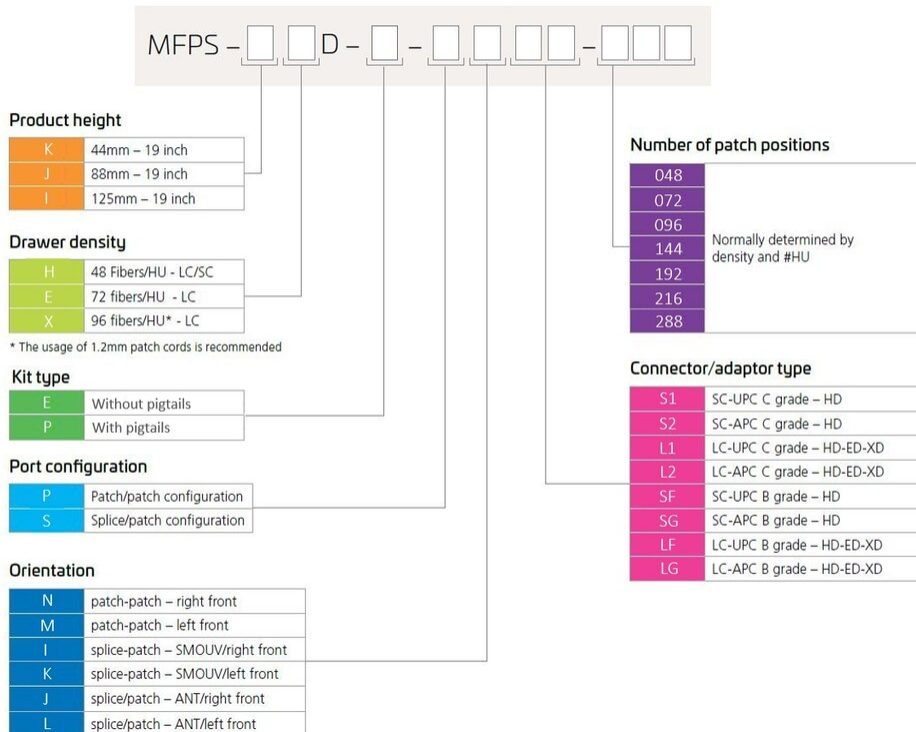 MFPS – D – – –
Product height
K 44mm – 19 inch
J 88mm – 19 inch
I 125mm – 19 inch
Drawer density
H 48 Fibers/HU - LC/SC
E 72 fibers/HU - LC
X 96 fibers/HU* - LC
* The usage of 1.2mm patch cords is recommended
Kit type
E Without pigtails
P With pigtails
Port configuration
P Patch/patch configuration
S Splice/patch configuration
Orientation
N patch-patch – right front
M patch-patch – left front
I splice-patch – SMOUV/right front
K splice-patch – SMOUV/left front
J splice/patch – ANT/right front
L splice/patch – ANT/left front
Number of patch positions
048
072
096
144
192
216
288
Normally determined by
density and #HU
Connector/adaptor type
S1 SC-UPC C grade – HD
S2 SC-APC C grade – HD
L1 LC-UPC C grade – HD-ED-XD
L2 LC-APC C grade – HD-ED-XD
SF SC-UPC B grade – HD
SG SC-APC B grade – HD
LF LC-UPC B grade – HD-ED-XD
LG LC-APC B grade – HD-ED-XD